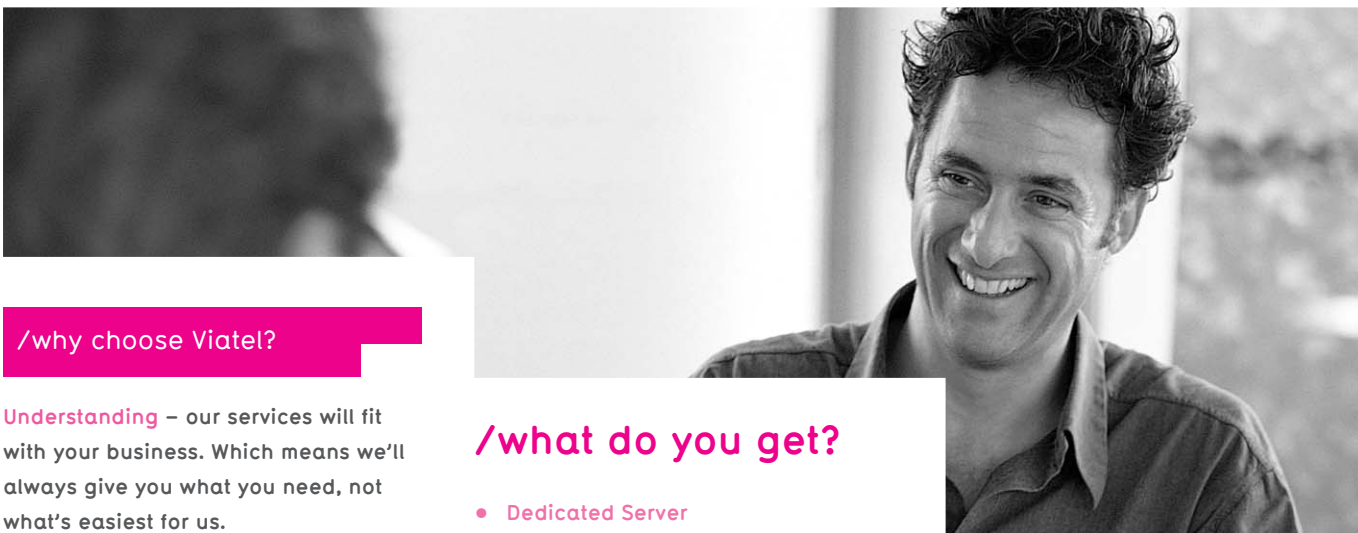 /why choose Viatel?
Understanding – our services will fit
with your business. Which means we'll
always give you what you need, not
what's easiest for us.
/what do you get?
• Dedicated Server